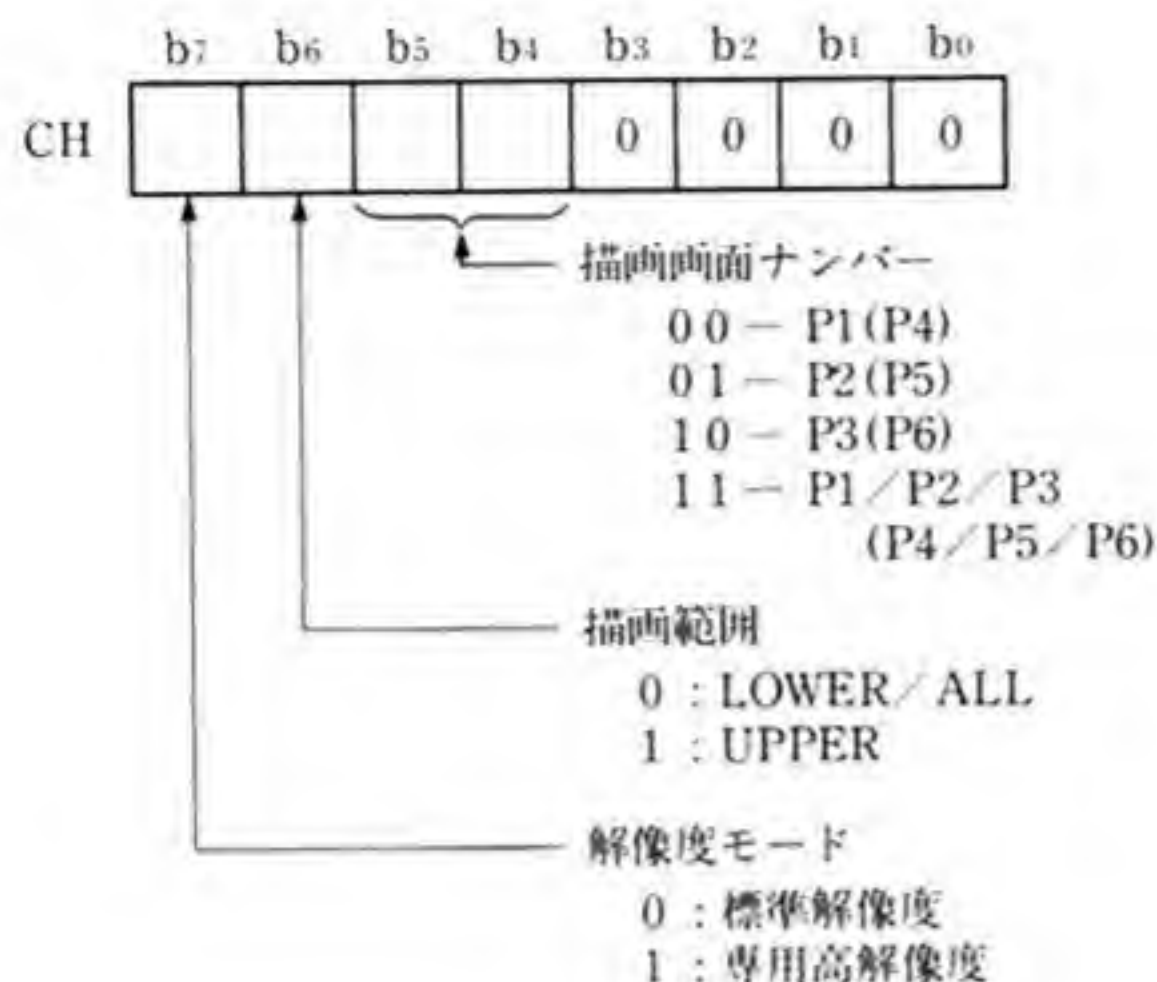 b7 b6 b5 b4 b3 b2 b1 b0
CH 0 0 0 0
描画画面ナンバー
00－ P1(P4)
01－ P2(P5)
10－ P3(P6)
11－ P1／P2／P3
(P4／P5／P6)
描画範囲
0：LOWER／ALL
1：UPPER
解像度モード
0：標準解像度
1：専用高解像度